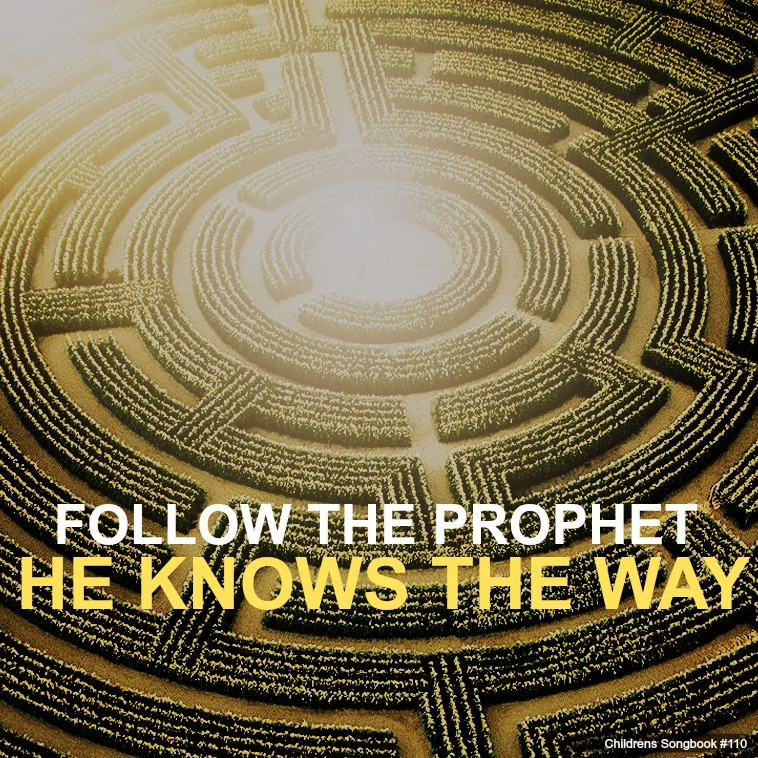 FOLLOW THE PROPHET
HE KNOWS THE WAY
Childrens Songbook #110